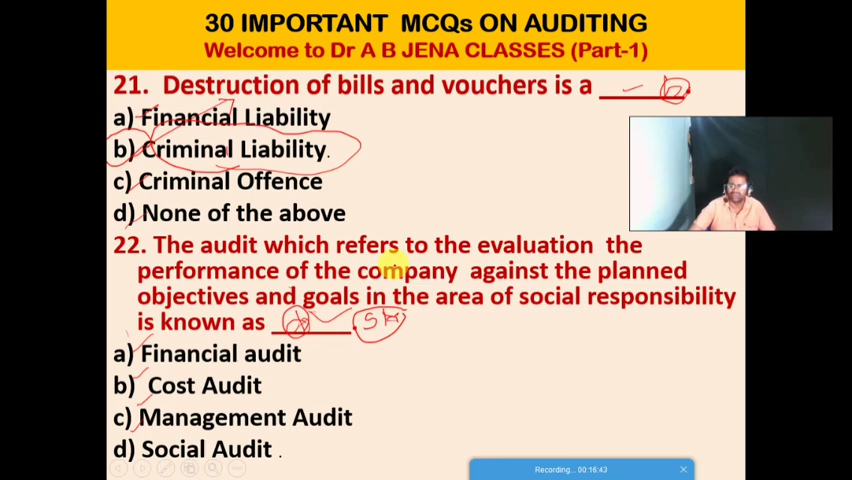 30 IMPORTANT MCQs ON AUDITING
Welcome to Dr A B JENA CLASSES (Part-1)
21. Destruction of bills and vouchers is a ______. b
a) Financial Liability
b) Criminal Liability.
c) Criminal Offence
d) None of the above
22. The audit which refers to the evaluation the
performance of the company against the planned
objectives and goals in the area of social responsibility
is known as ______. d
a) Financial audit
b) Cost Audit
c) Management Audit
d) Social Audit .
Recording... 00:16:43